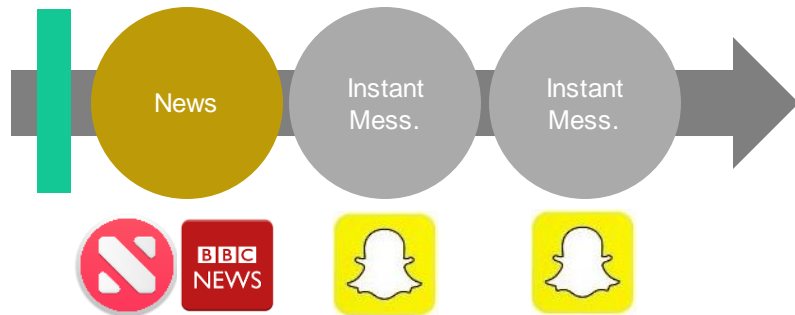 News
Instant
Mess.
Instant
Mess.
BBC
NEWS